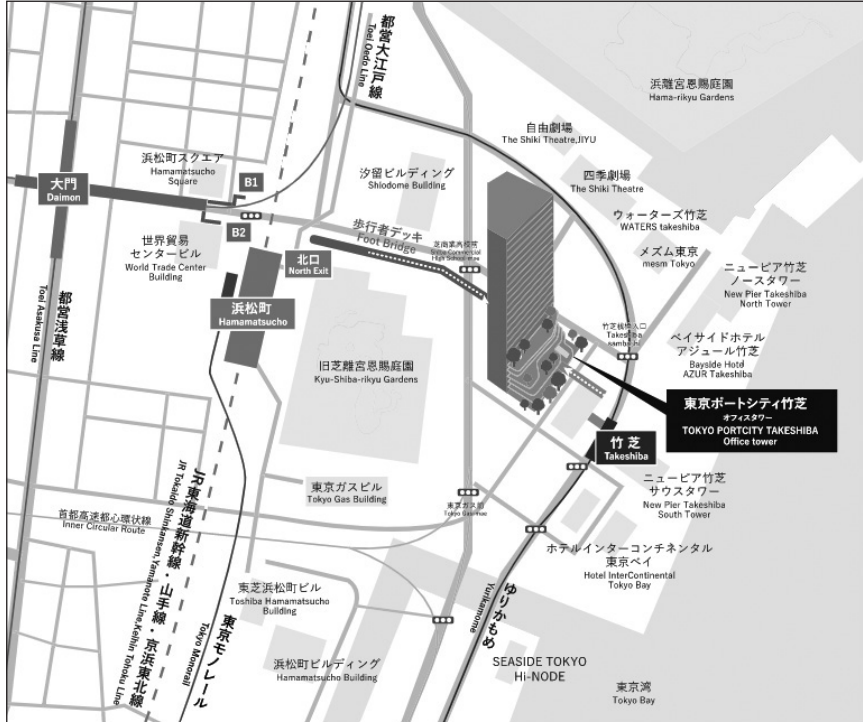 都営大江戸線
Toei Oedo Line
浜離宮恩賜庭園
Hama-rikyu Gardens
自由劇場
The Shiki Theatre,JIYU
四季劇場
The Shiki Theatre
浜松町スクエア
Hamamatsucho
Square
汐留ビルディング
Shiodome Building
大門
Daimon
B1
B2
ウォーターズ竹芝
WATERS takeshiba
歩行者デッキ
Foot Bridge
メズム東京
mesm Tokyo
世界貿易
センタービル
World Trade Center
Building
北口
North Exit
ニューピア竹芝
ノースタワー
New Pier Takeshiba
North Tower
浜松町
Hamamatsucho
都営浅草線
Toei Asakusa Line
ベイサイドホテル
アジュール竹芝
Bayside Hotel
AZUR Takeshiba
旧芝離宮恩賜庭園
Kyu-Shiba-rikyu Gardens
東京ポートシティ竹芝
オフィスタワー
TOKYO PORTCITY TAKESHIBA
Office tower
竹芝
Takeshiba
東京ガスビル
Tokyo Gas Building
ニューピア竹芝
サウスタワー
New Pier Takeshiba
South Tower
首都高速都心環状線
Inner Circular Route
JR東海道新幹線・山手線・京浜東北線
JR Tokaido Shinkansen,Yamanote Line,Keihin Tohoku Line
ホテルインターコンチネンタル
東京ベイ
Hotel InterContinental
Tokyo Bay
東芝浜松町ビル
Toshiba Hamamatsucho
Building
東京モノレール
Tokyo Monorail
ゆりかもめ
Yurikamome
浜松町ビルディング
Hamamatsucho Building
SEASIDE TOKYO
Hi-NODE
東京湾
Tokyo Bay